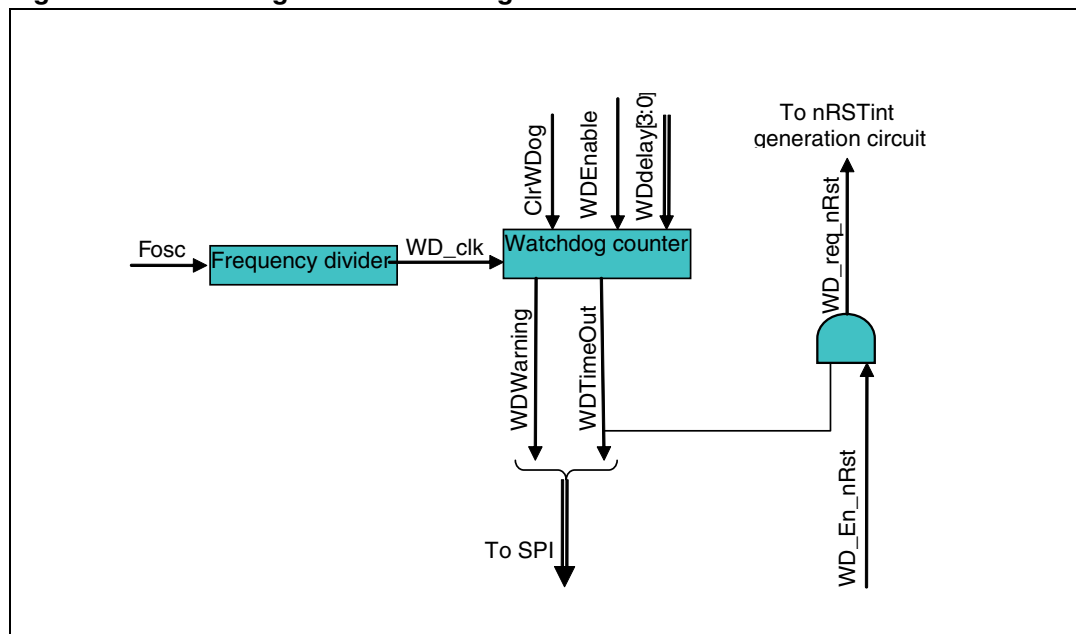 ClrWDog
WDEnable
WDdelay[3:0]
To nRSTint
generation circuit
WD_req_nRst
Fosc
Frequency divider
WD_clk
Watchdog counter
WDWarning
WDTimeOut
WD_En_nRst
To SPI